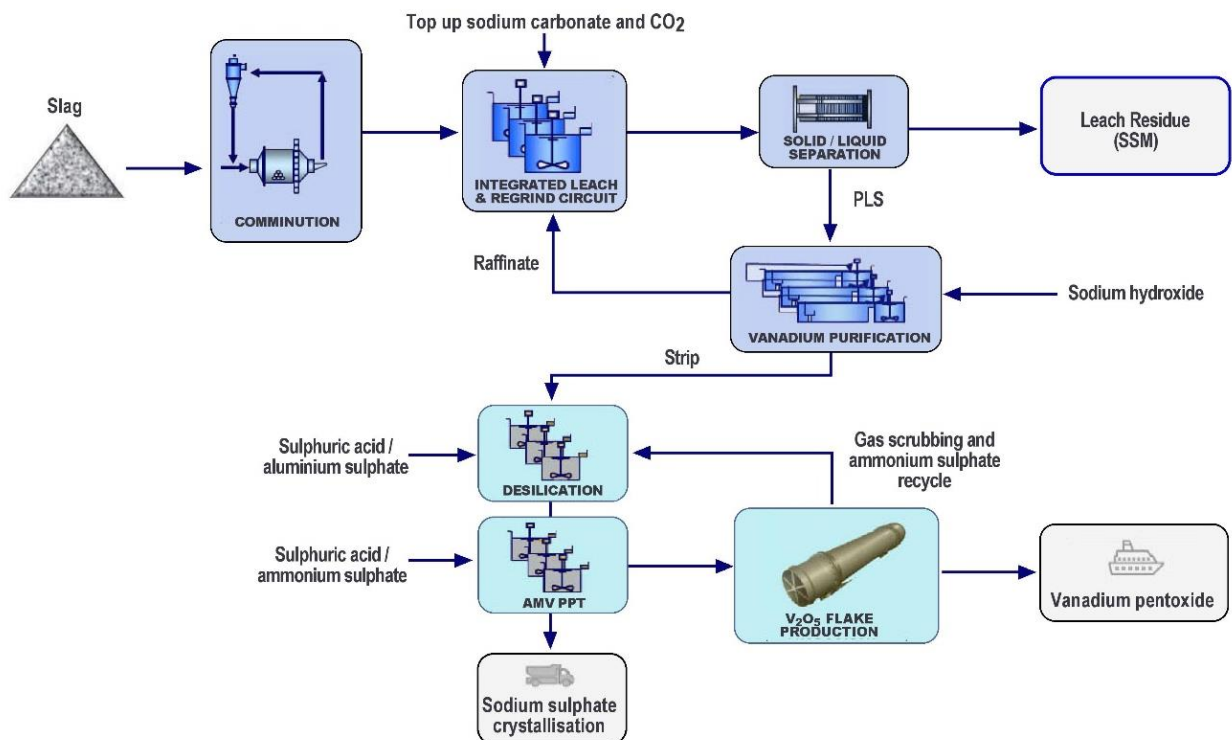 Top up sodium carbonate and CO2
Slag
COMMINUTION
INTEGRATED LEACH
& REGRIND CIRCUIT
SOLID / LIQUID
SEPARATION
Leach Residue
(SSM)
PLS
Raffinate
VANADIUM PURIFICATION
Sodium hydroxide
Strip
Sulphuric acid /
aluminium sulphate
DESILICATION
Gas scrubbing and
ammonium sulphate
recycle
Sulphuric acid /
ammonium sulphate
AMV PPT
V2O5 FLAKE
PRODUCTION
Vanadium pentoxide
Sodium sulphate
crystallisation